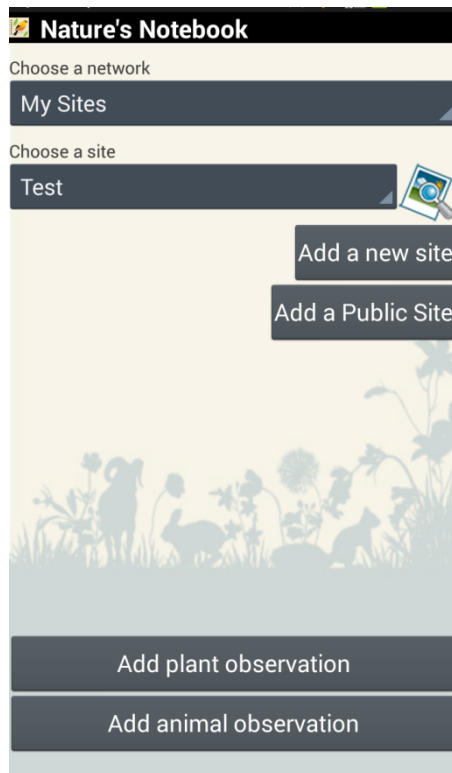 Nature's Notebook
Choose a network
My Sites
Choose a site
Test
Add a new site
Add a Public Site
Add plant observation
Add animal observation